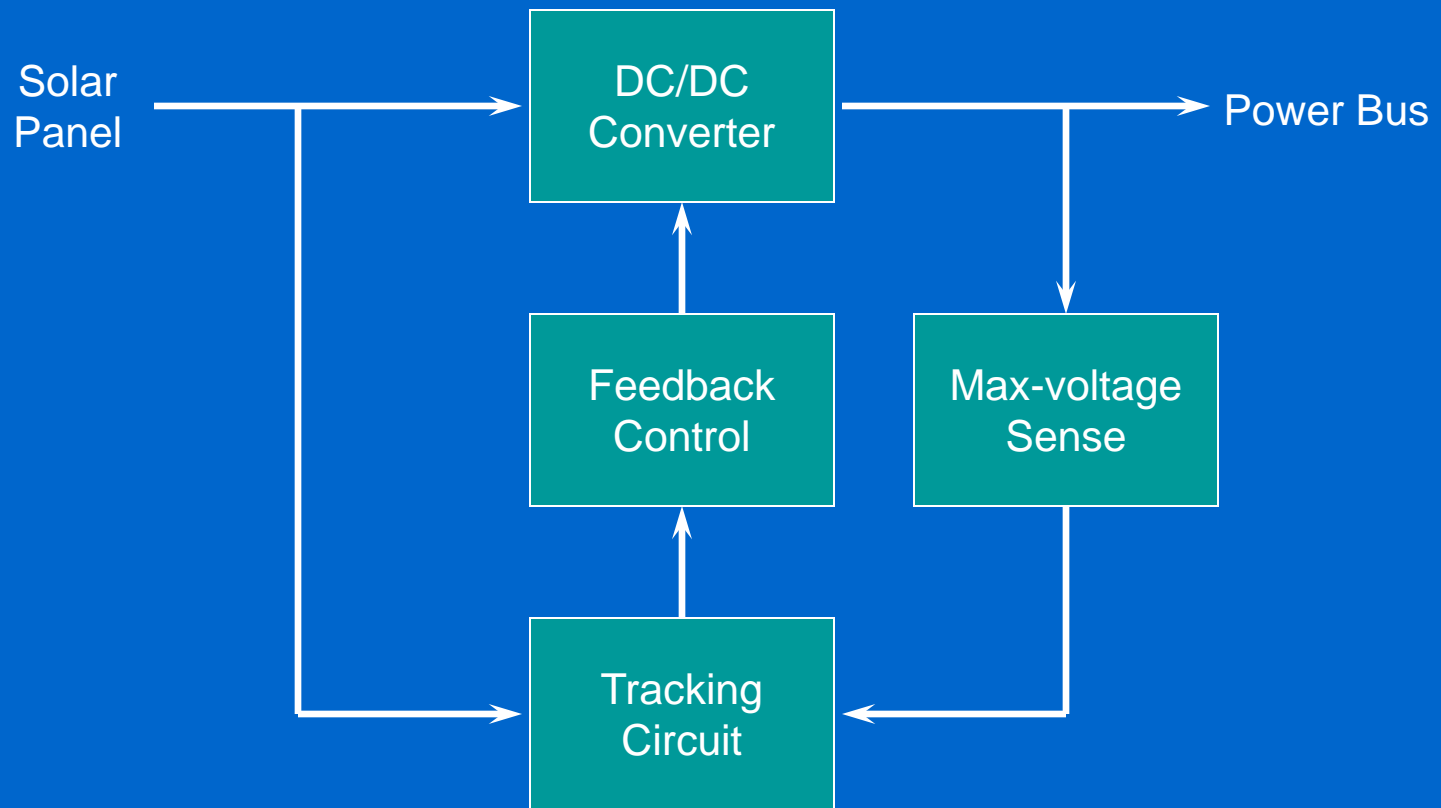 Solar
Panel
DC/DC
Converter
Power Bus
Feedback
Control
Max-voltage
Sense
Tracking
Circuit